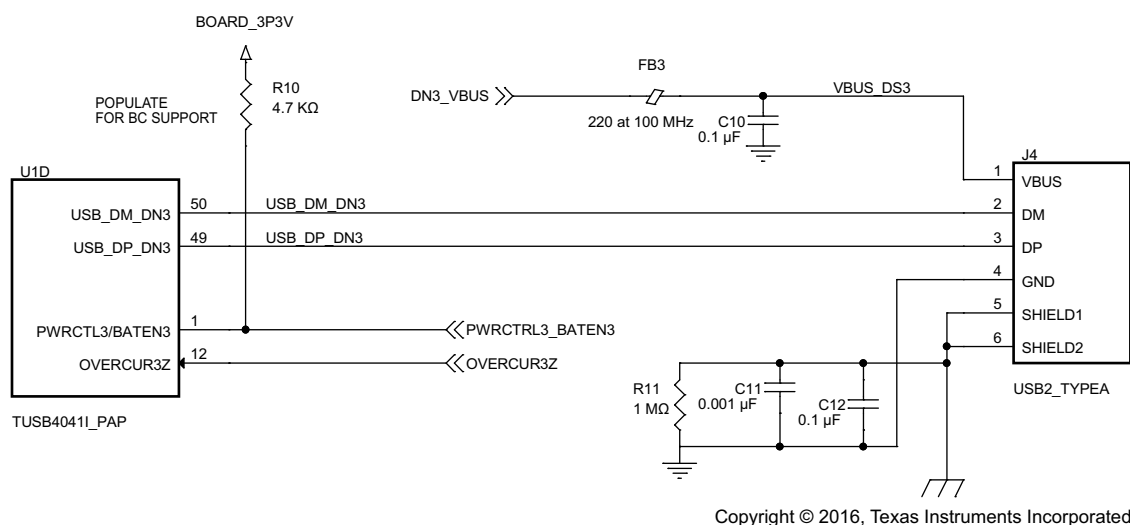 BOARD_3P3V
R10
4.7 KΩ
POPULATE
FOR BC SUPPORT
FB3
DN3_VBUS
220 at 100 MHz
VBUS_DS3
C10
0.1 µF
U1D
USB_DM_DN3
50
USB_DM_DN3
USB_DP_DN3
49
USB_DP_DN3
PWRCTL3/BATEN3
1
PWRCTRL3_BATEN3
OVERCUR3Z
12
OVERCUR3Z
TUSB4041I_PAP
J4
1
VBUS
2
DM
3
DP
4
GND
5
SHIELD1
6
SHIELD2
USB2_TYPEA
R11
1 MΩ
C11
0.001 µF
C12
0.1 µF
Copyright © 2016, Texas Instruments Incorporated